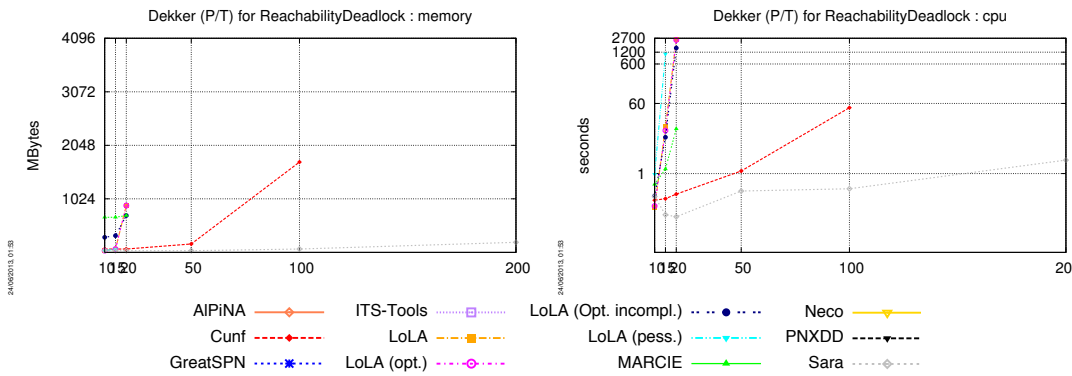 Dekker (P/T) for ReachabilityDeadlock : memory
4096
3072
2048
1024
MBytes
10 15 20 50 100 200
24/06/2013, 01:53
Dekker (P/T) for ReachabilityDeadlock : cpu
2700
1200
600
60
1
seconds
10 15 20 50 100 20
24/06/2013, 01:53
AlPiNA
Cunf
GreatSPN
ITS-Tools
LoLA
LoLA (opt.)
LoLA (Opt. incompl.)
LoLA (pess.)
MARCIE
Neco
PNXDD
Sara